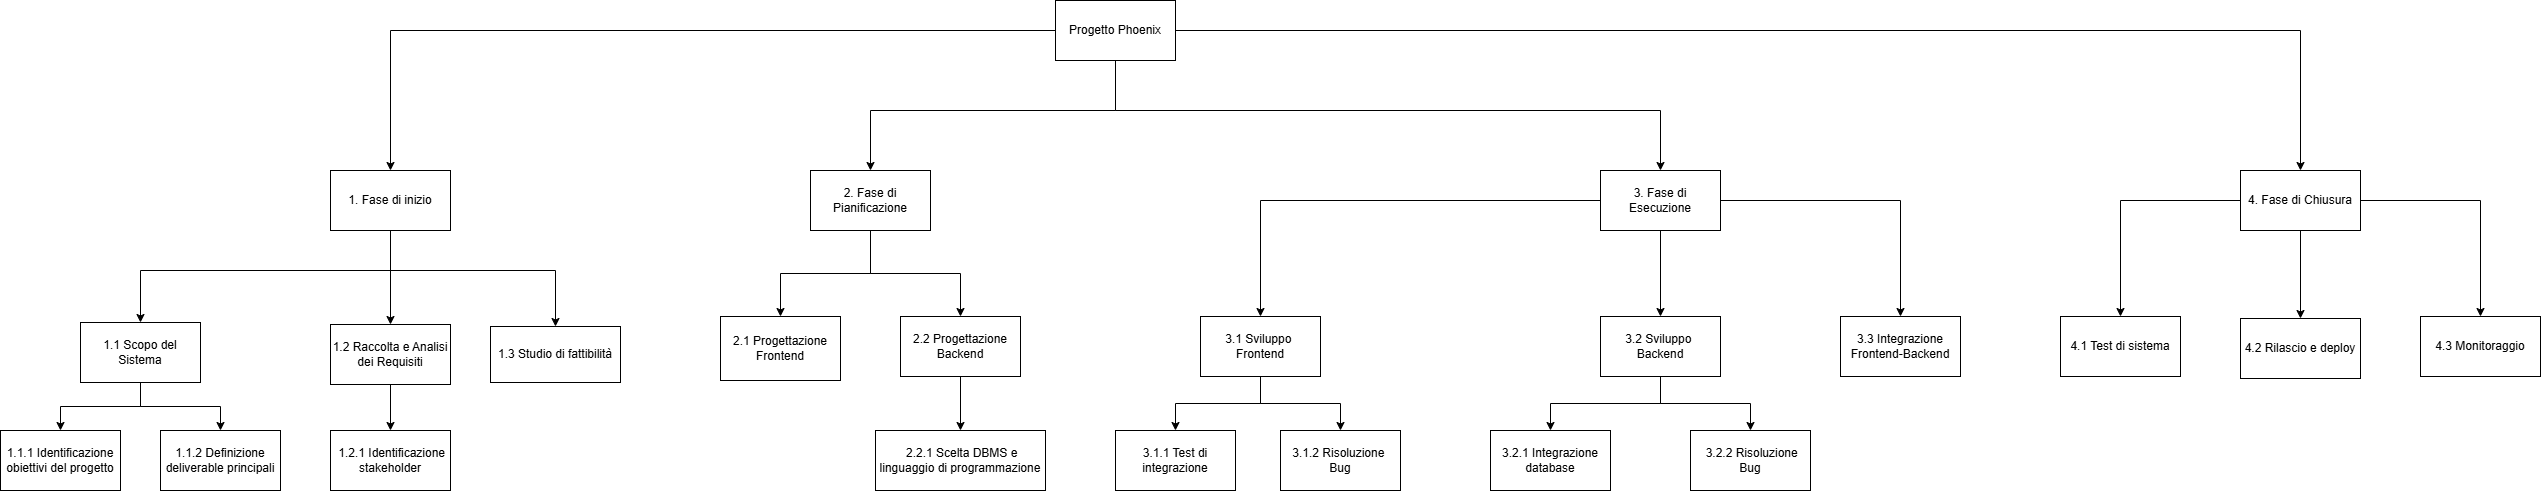 Progetto Phoenix
1. Fase di inizio
2. Fase di
Pianificazione
3. Fase di
Esecuzione
4. Fase di Chiusura
1.1 Scopo del
Sistema
1.2 Raccolta e Analisi
dei Requisiti
1.3 Studio di fattibilità
2.1 Progettazione
Frontend
2.2 Progettazione
Backend
3.1 Sviluppo
Frontend
3.2 Sviluppo
Backend
3.3 Integrazione
Frontend-Backend
4.1 Test di sistema
4.2 Rilascio e deploy
4.3 Monitoraggio
1.1.1 Identificazione
obiettivi del progetto
1.1.2 Definizione
deliverable principali
1.2.1 Identificazione
stakeholder
2.2.1 Scelta DBMS e
linguaggio di programmazione
3.1.1 Test di
integrazione
3.1.2 Risoluzione
Bug
3.2.1 Integrazione
database
3.2.2 Risoluzione
Bug